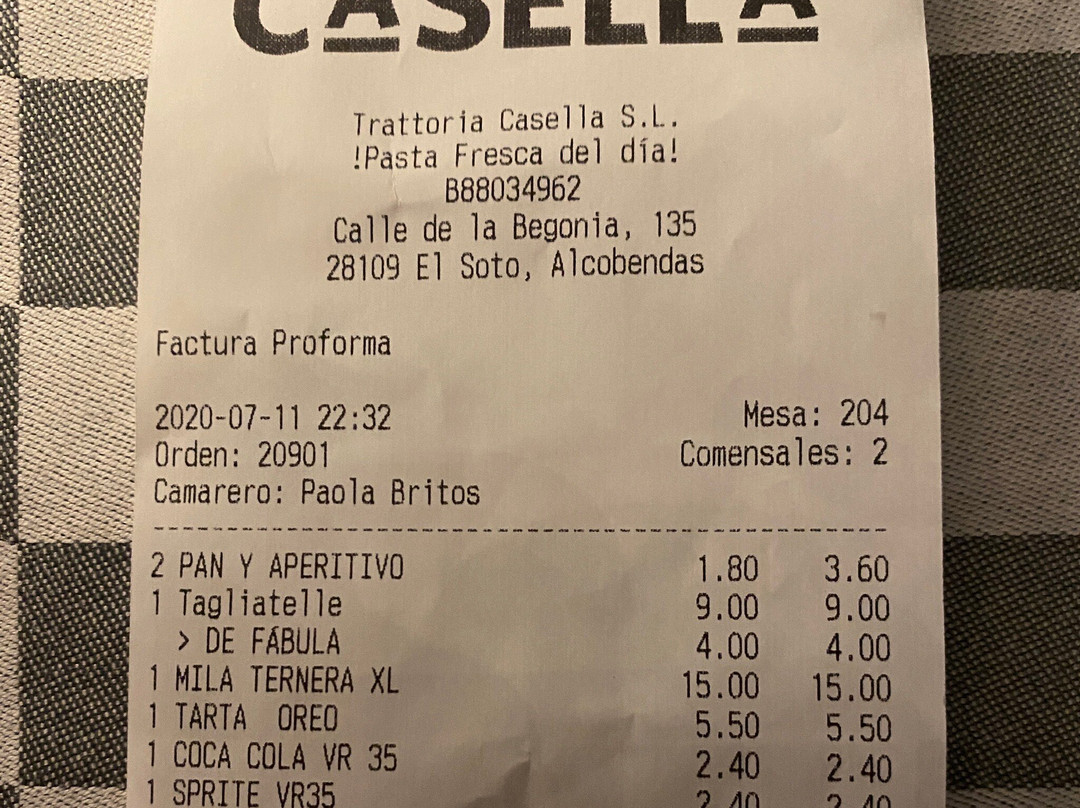 CASELLA
Trattoria Casella S.L.
!Pasta Fresca del día!
B88034962
Calle de la Begonia, 135
28109 El Soto, Alcobendas
Factura Proforma
2020-07-11 22:32 Mesa: 204
Orden: 20901 Comensales: 2
Camarero: Paola Britos
2 PAN Y APERITIVO 1.80 3.60
1 Tagliatelle 9.00 9.00
> DE FÁBULA 4.00 4.00
1 MILA TERNERA XL 15.00 15.00
1 TARTA OREO 5.50 5.50
1 COCA COLA VR 35 2.40 2.40
1 SPRITE VR35 2.40 2.40